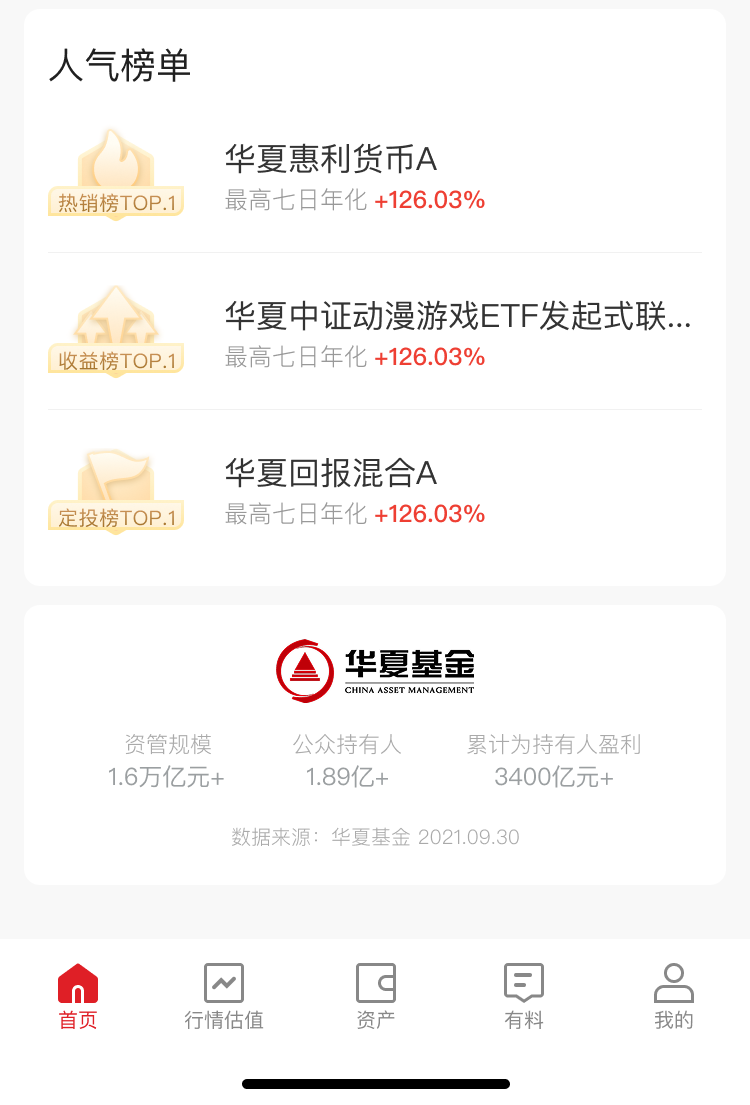 人气榜单
热销榜TOP.1
华夏惠利货币A
最高七日年化 +126.03%
收益榜TOP.1
华夏中证动漫游戏ETF发起式联...
最高七日年化 +126.03%
定投榜TOP.1
华夏回报混合A
最高七日年化 +126.03%
华夏基金
CHINA ASSET MANAGEMENT
资管规模 公众持有人 累计为持有人盈利
1.6万亿元+ 1.89亿+ 3400亿元+
数据来源：华夏基金 2021.09.30
首页 行情估值 资产 有料 我的